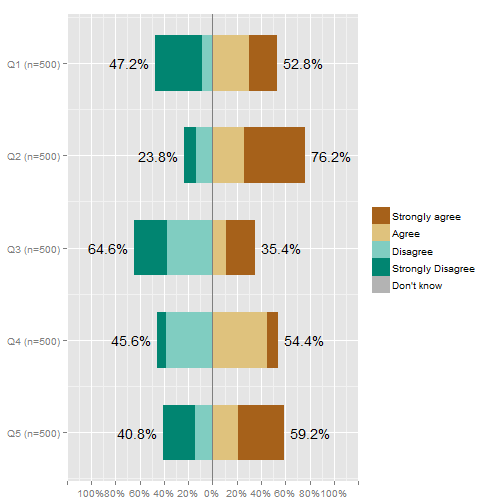 Q1 (n=500) 47.2% 52.8%
Q2 (n=500) 23.8% 76.2%
Strongly agree
Agree
Q3 (n=500) 64.6% 35.4%
Disagree
Strongly Disagree
Don't know
Q4 (n=500) 45.6% 54.4%
Q5 (n=500) 40.8% 59.2%
100%80% 60% 40% 20% 0% 20% 40% 60% 80%100%